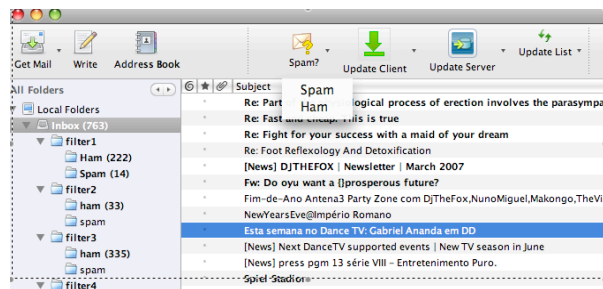 Get Mail
Write
Address Book
Spam?
Update Client
Update Server
Update List
All Folders
Subject
Spam
Ham
Local Folders
Inbox (763)
filter1
Ham (222)
Spam (14)
filter2
ham (33)
spam
filter3
ham (335)
spam
filter4
Re: Part ological process of erection involves the parasympa
Re: Fast and cheap. This is true
Re: Fight for your success with a maid of your dream
Re: Foot Reflexology And Detoxification
[News] DJTHEFOX | Newsletter | March 2007
Fw: Do oyu want a {}prosperous future?
Fim-de-Ano Antena3 Party Zone com DjTheFox,NunoMiguel,Makongo,TheVi
NewYearsEve@Império Romano
Esta semana no Dance TV: Gabriel Ananda em DD
[News] Next DanceTV supported events | New TV season in June
[News] press pgm 13 série VIII - Entretenimento Puro.
Spiel Stadion